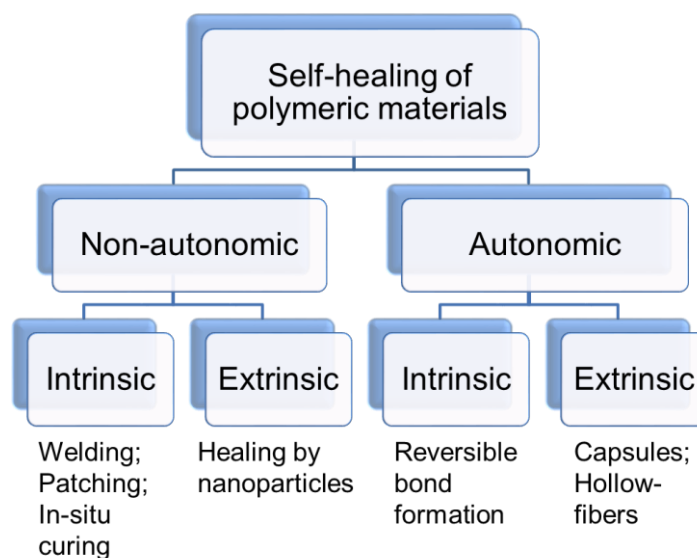 Self-healing of
polymeric materials
Non-autonomic
Autonomic
Intrinsic
Extrinsic
Intrinsic
Extrinsic
Welding;
Patching;
In-situ
curing
Healing by
nanoparticles
Reversible
bond
formation
Capsules;
Hollow-
fibers